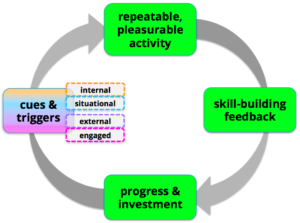 repeatable,
pleasurable
activity
cues &
triggers
internal
situational
external
engaged
skill-building
feedback
progress &
investment